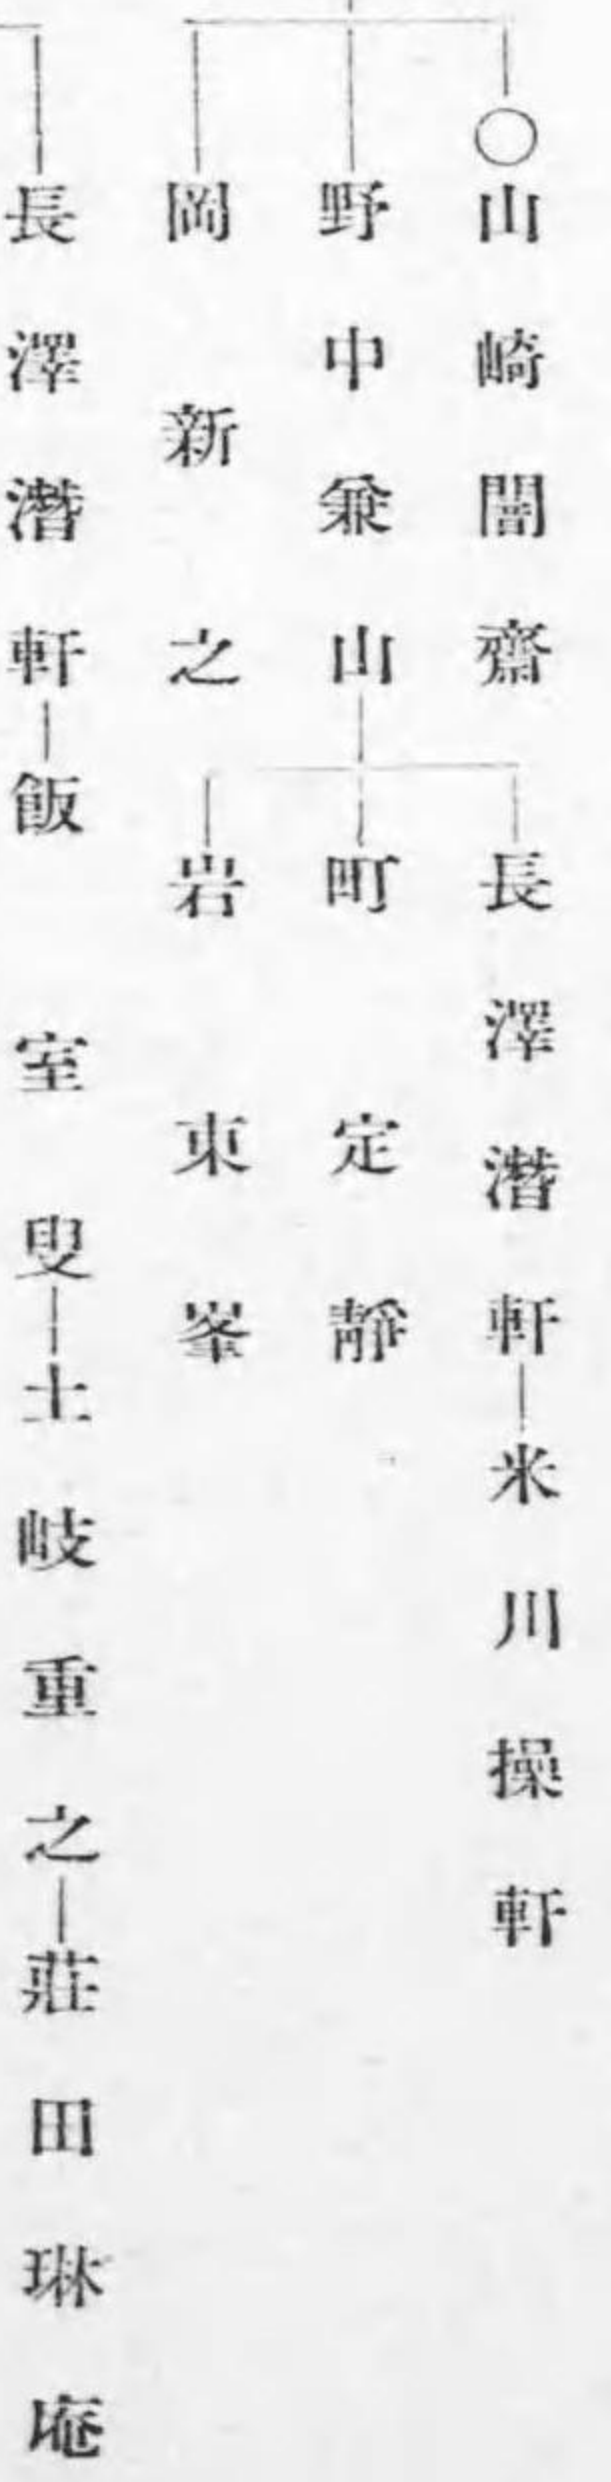 ○山崎闇齋
野中兼山
長澤潛軒―米川操軒
町定靜
岩東峯
岡新之
長澤潛軒―飯室叟―土岐重之―莊田琳庵